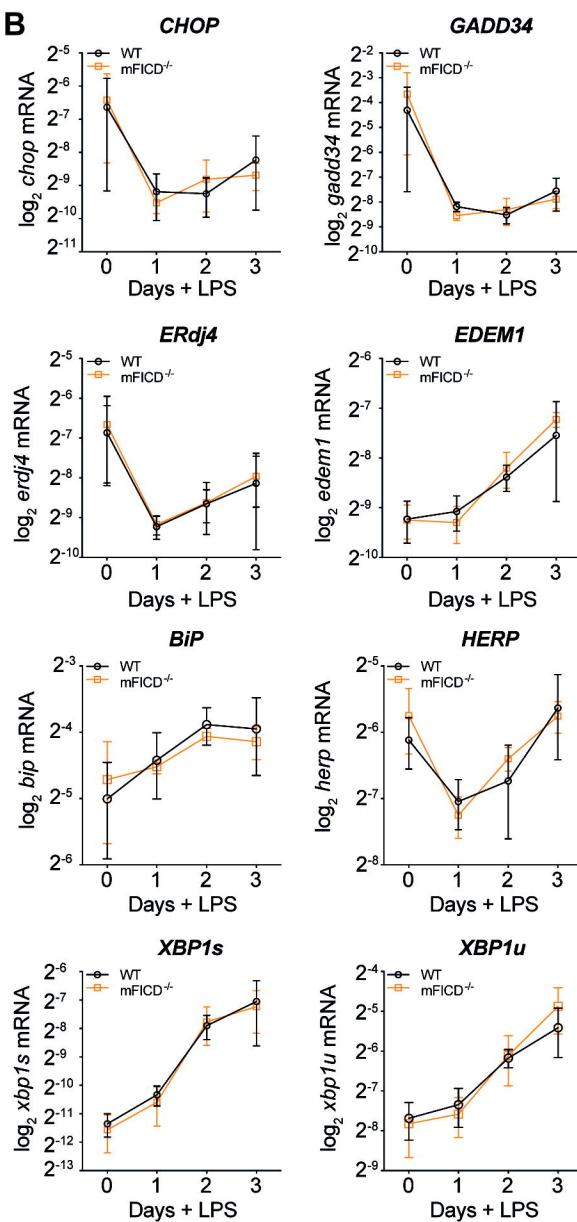 B
CHOP
WT
mFICD⁻/⁻
log₂ chop mRNA
2⁻⁵
2⁻⁶
2⁻⁷
2⁻⁸
2⁻⁹
2⁻¹⁰
2⁻¹¹
0 1 2 3
Days + LPS
GADD34
WT
mFICD⁻/⁻
log₂ gadd34 mRNA
2⁻²
2⁻³
2⁻⁴
2⁻⁵
2⁻⁶
2⁻⁷
2⁻⁸
2⁻⁹
2⁻¹⁰
0 1 2 3
Days + LPS
ERdj4
WT
mFICD⁻/⁻
log₂ erdj4 mRNA
2⁻⁵
2⁻⁶
2⁻⁷
2⁻⁸
2⁻⁹
2⁻¹⁰
0 1 2 3
Days + LPS
EDEM1
WT
mFICD⁻/⁻
log₂ edem1 mRNA
2⁻⁶
2⁻⁷
2⁻⁸
2⁻⁹
2⁻¹⁰
0 1 2 3
Days + LPS
BiP
WT
mFICD⁻/⁻
log₂ bip mRNA
2⁻³
2⁻⁴
2⁻⁵
2⁻⁶
0 1 2 3
Days + LPS
HERP
WT
mFICD⁻/⁻
log₂ herp mRNA
2⁻⁵
2⁻⁶
2⁻⁷
2⁻⁸
0 1 2 3
Days + LPS
XBP1s
WT
mFICD⁻/⁻
log₂ xbp1s mRNA
2⁻⁶
2⁻⁷
2⁻⁸
2⁻⁹
2⁻¹⁰
2⁻¹¹
2⁻¹²
2⁻¹³
0 1 2 3
Days + LPS
XBP1u
WT
mFICD⁻/⁻
log₂ xbp1u mRNA
2⁻⁴
2⁻⁵
2⁻⁶
2⁻⁷
2⁻⁸
2⁻⁹
0 1 2 3
Days + LPS